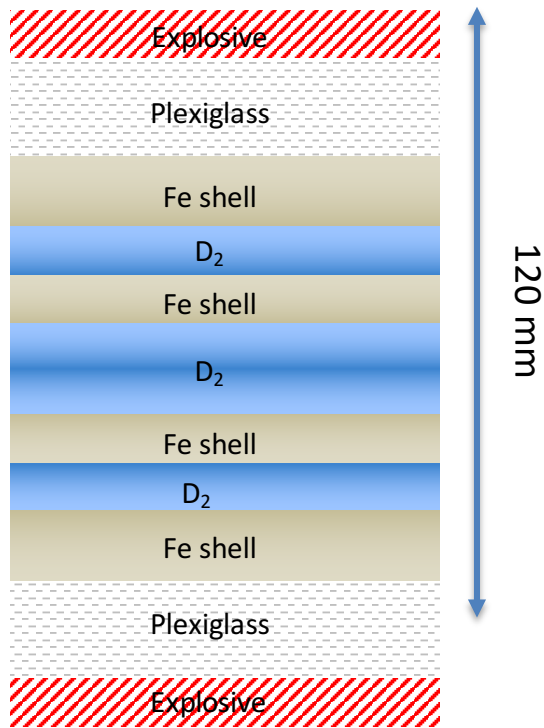 Explosive
Plexiglass
Fe shell
D₂
Fe shell
D₂
Fe shell
D₂
Fe shell
Plexiglass
Explosive
120 mm